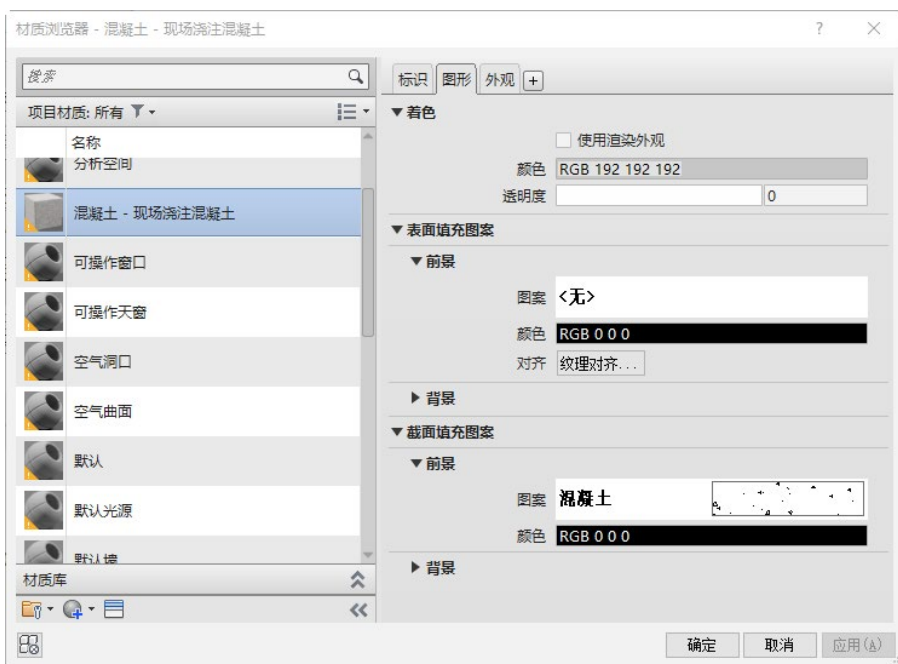 材质浏览器 - 混凝土 - 现场浇注混凝土
?
搜索
项目材质: 所有
名称
分析空间
混凝土 - 现场浇注混凝土
可操作窗口
可操作天窗
空气洞口
空气曲面
默认
默认光源
默认墙
材质库
标识 图形 外观 +
着色
使用渲染外观
颜色 RGB 192 192 192
透明度 0
表面填充图案
前景
图案 <无>
颜色 RGB 0 0 0
对齐 纹理对齐...
背景
截面填充图案
前景
图案 混凝土
颜色 RGB 0 0 0
背景
确定 取消 应用(A)